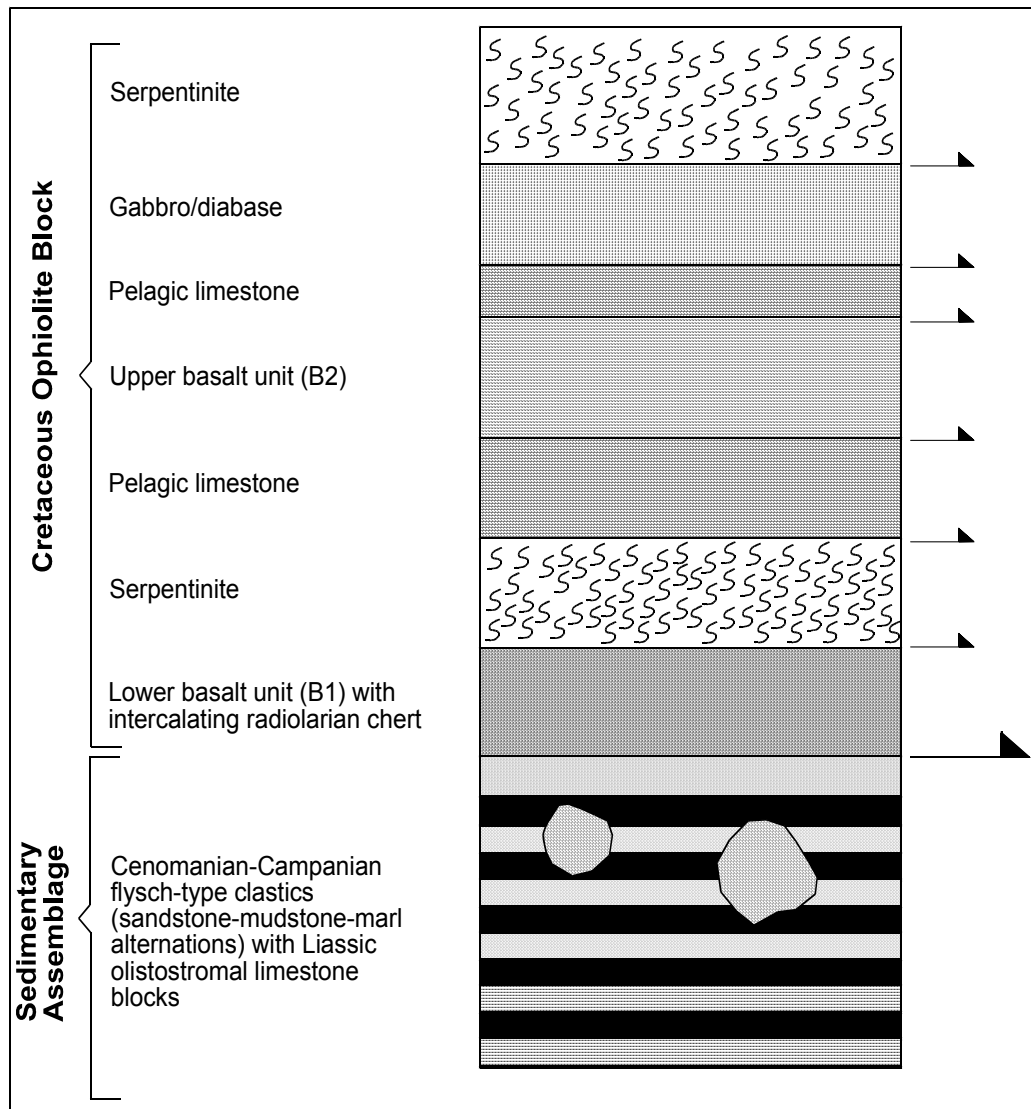 Cretaceous Ophiolite Block
Serpentinite
Gabbro/diabase
Pelagic limestone
Upper basalt unit (B2)
Pelagic limestone
Serpentinite
Lower basalt unit (B1) with
intercalating radiolarian chert
Sedimentary
Assemblage
Cenomanian-Campanian
flysch-type clastics
(sandstone-mudstone-marl
alternations) with Liassic
olistostromal limestone
blocks